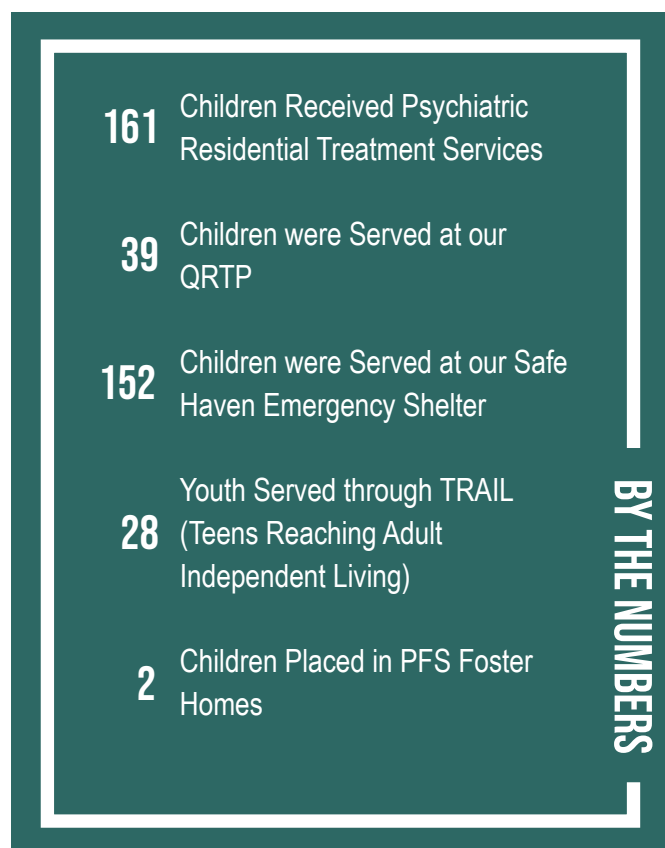 161 Children Received Psychiatric
Residential Treatment Services
39 Children were Served at our
QRTP
152 Children were Served at our Safe
Haven Emergency Shelter
Youth Served through TRAIL
28 (Teens Reaching Adult
Independent Living)
2 Children Placed in PFS Foster
Homes
BY THE NUMBERS